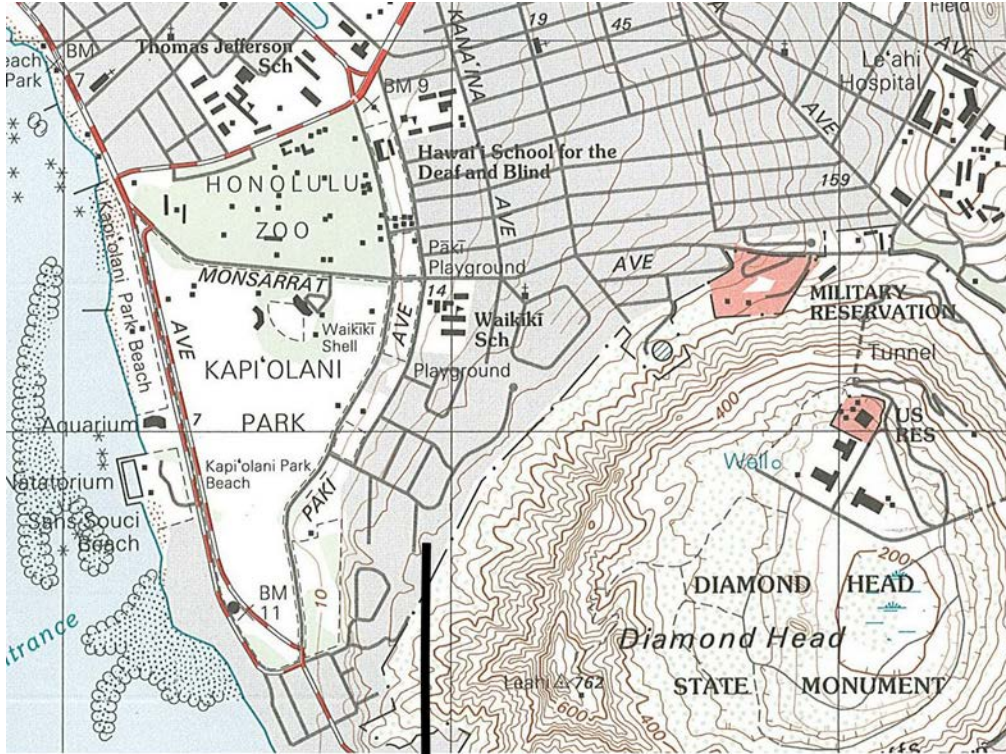 BM
7
Park
Thomas Jefferson
Sch
BM 9
KANA'INA
AVE
19
45
Field
AVE
Le'ahi
Hospital
AVE
159
Hawai'i School for the
Deaf and Blind
HONOLULU
ZOO
Kapi'olani Park Beach
AVE
MONSARRAT
AVE
Pākī
Playground
14
Waikīkī
Sch
Playground
AVE
MILITARY
RESERVATION
Tunnel
Waikīkī
Shell
KAPI'OLANI
PARK
7
Aquarium
Natatorium
Kapi'olani Park
Beach
Sans Souci
Beach
PAKI
BM
11
10
400
US
RES
Well
200
DIAMOND HEAD
Diamond Head
STATE MONUMENT
Leahi 762
600
400